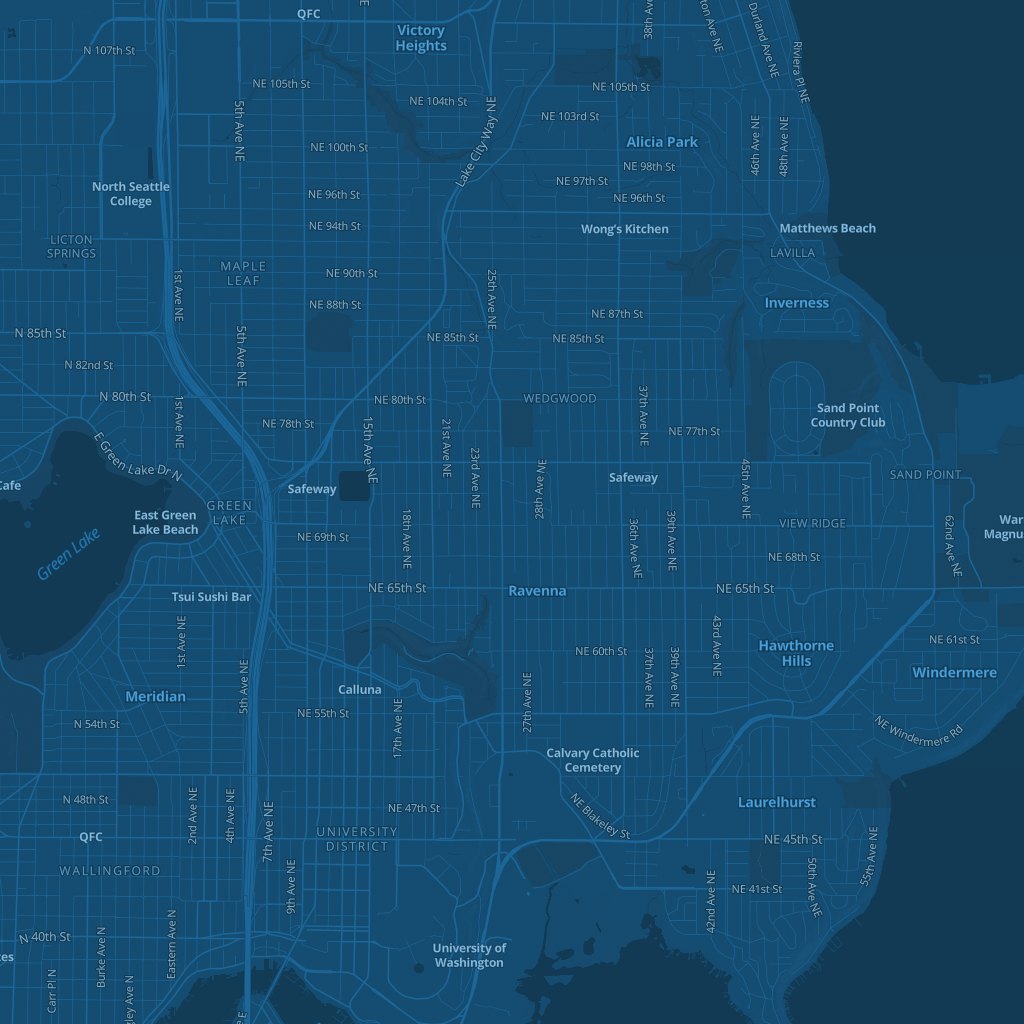 QFC
Victory
Heights
38th Ave
Durland Ave NE
Riviera Pl NE
N 107th St
NE 105th St
NE 105th St
NE 104th St
NE 103rd St
5th Ave NE
Lake City Way NE
46th Ave NE
48th Ave NE
Alicia Park
NE 100th St
NE 98th St
NE 97th St
NE 96th St
NE 96th St
North Seattle
College
NE 94th St
Wong's Kitchen
Matthews Beach
LICTON
SPRINGS
LAVILLA
MAPLE
LEAF
NE 90th St
1st Ave NE
25th Ave NE
Inverness
NE 88th St
NE 87th St
N 85th St
5th Ave NE
NE 85th St
NE 85th St
N 82nd St
N 80th St
NE 80th St
WEDGWOOD
1st Ave NE
37th Ave NE
Sand Point
Country Club
NE 78th St
15th Ave NE
21st Ave NE
NE 77th St
E Green Lake Dr N
23rd Ave NE
28th Ave NE
45th Ave NE
Safeway
SAND POINT
Cafe
Safeway
GREEN
LAKE
East Green
Lake Beach
18th Ave NE
36th Ave NE
39th Ave NE
VIEW RIDGE
62nd Ave NE
NE 69th St
Green Lake
NE 68th St
NE 65th St
Ravenna
NE 65th St
Tsui Sushi Bar
1st Ave NE
43rd Ave NE
NE 61st St
Hawthorne
Hills
NE 60th St
37th Ave NE
39th Ave NE
Windermere
5th Ave NE
Calluna
Meridian
27th Ave NE
NE 55th St
17th Ave NE
N 54th St
NE Windermere Rd
Calvary Catholic
Cemetery
N 48th St
2nd Ave NE
4th Ave NE
7th Ave NE
NE 47th St
NE Blakeley St
Laurelhurst
QFC
UNIVERSITY
DISTRICT
NE 45th St
55th Ave NE
WALLINGFORD
9th Ave NE
42nd Ave NE
NE 41st St
50th Ave NE
N 40th St
Burke Ave N
Eastern Ave N
University of
Washington
Carr Pl N